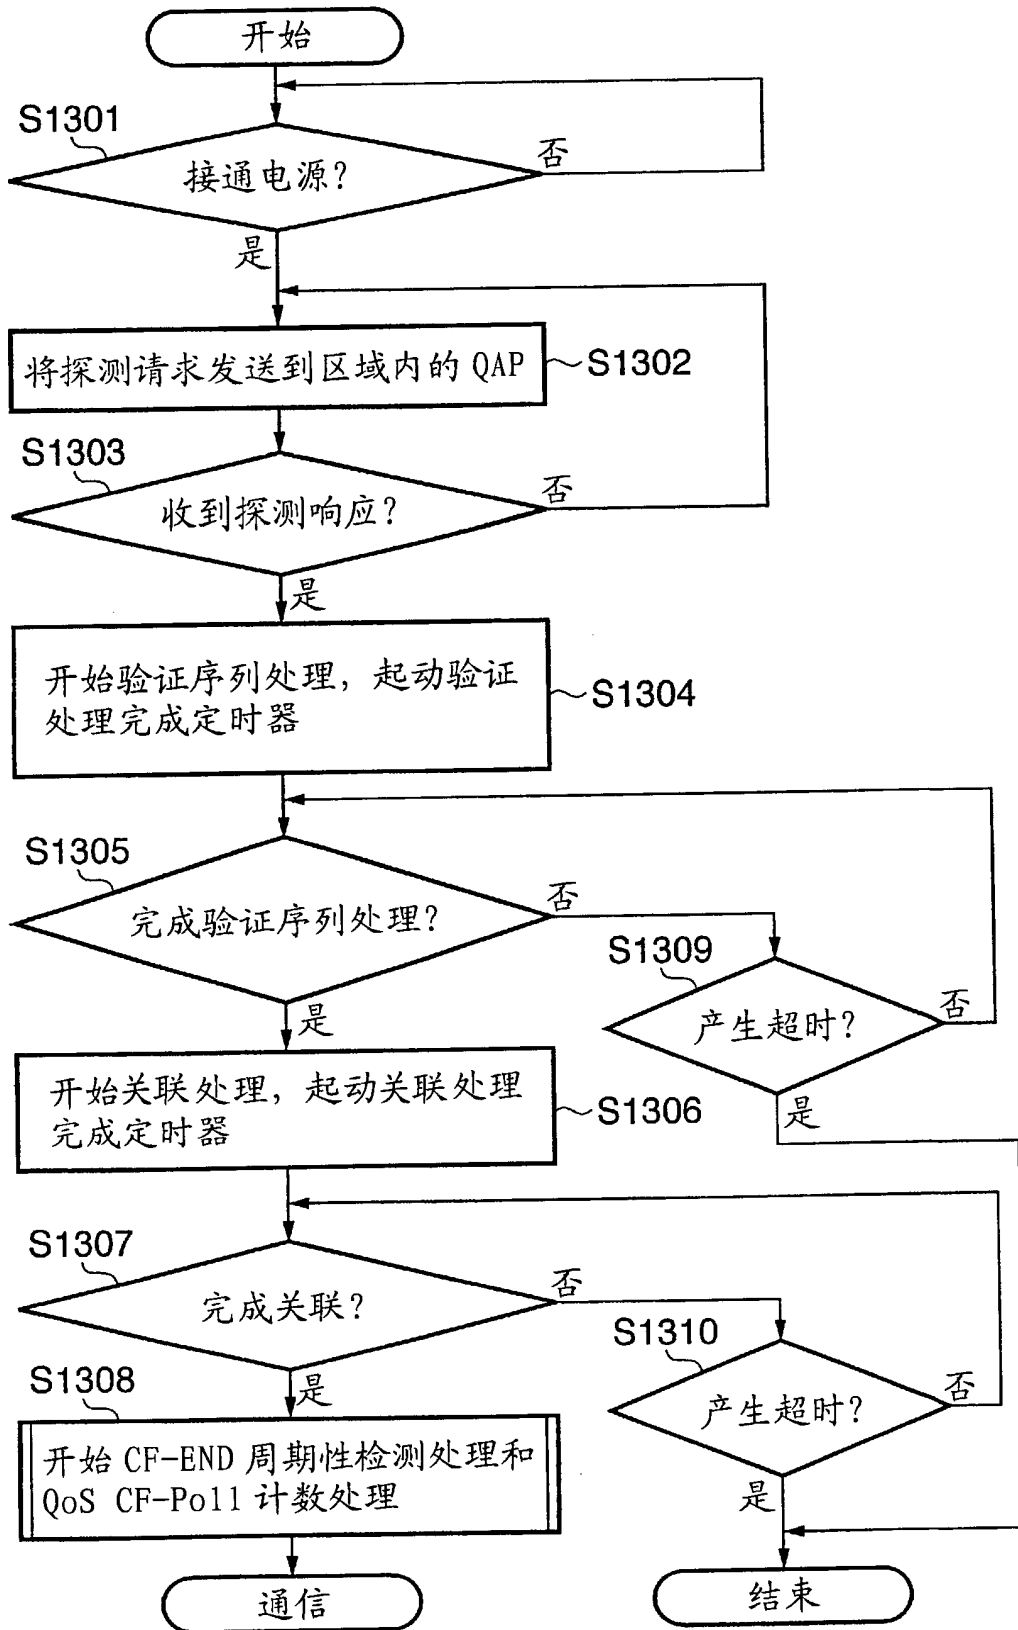 开始
S1301
接通电源?
否
是
将探测请求发送到区域内的 QAP
S1302
S1303
收到探测响应?
否
是
开始验证序列处理，起动验证
处理完成定时器
S1304
S1305
完成验证序列处理?
否
S1309
产生超时?
否
是
是
开始关联处理，起动关联处理
完成定时器
S1306
S1307
完成关联?
否
S1310
产生超时?
否
是
S1308
是
开始 CF-END 周期性检测处理和
QoS CF-Poll 计数处理
通信
结束